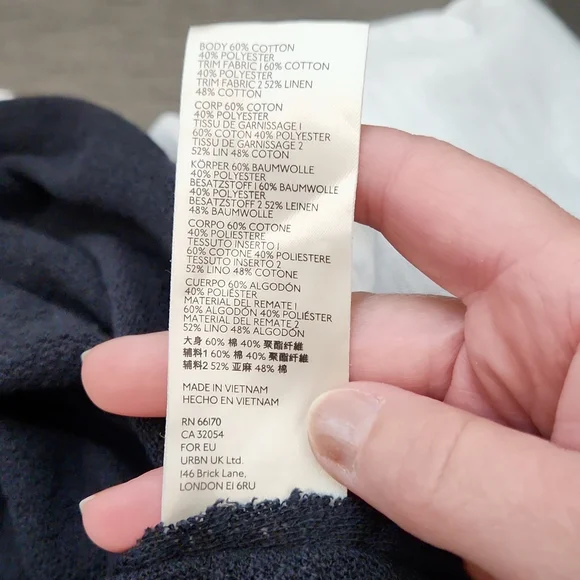 BODY 60% COTTON
40% POLYESTER
TRIM FABRIC 1 60% COTTON
40% POLYESTER
TRIM FABRIC 2 52% LINEN
48% COTTON
CORP 60% COTON
40% POLYESTER
TISSU DE GARNISSAGE 1
60% COTON 40% POLYESTER
TISSU DE GARNISSAGE 2
52% LIN 48% COTON
KÖRPER 60% BAUMWOLLE
40% POLYESTER
BESATZSTOFF 1 60% BAUMWOLLE
40% POLYESTER
BESATZSTOFF 2 52% LEINEN
48% BAUMWOLLE
CORPO 60% COTONE
40% POLIESTERE
TESSUTO INSERTO 1
60% COTONE 40% POLIESTERE
TESSUTO INSERTO 2
52% LINO 48% COTONE
CUERPO 60% ALGODÓN
40% POLIÉSTER
MATERIAL DEL REMATE 1
60% ALGODÓN 40% POLIÉSTER
MATERIAL DEL REMATE 2
52% LINO 48% ALGODÓN
大身 60% 棉 40% 聚酯纤维
辅料1 60% 棉 40% 聚酯纤维
辅料2 52% 亚麻 48% 棉
MADE IN VIETNAM
HECHO EN VIETNAM
RN 66170
CA 32054
FOR EU
URBN UK Ltd.
146 Brick Lane,
LONDON E1 6RU